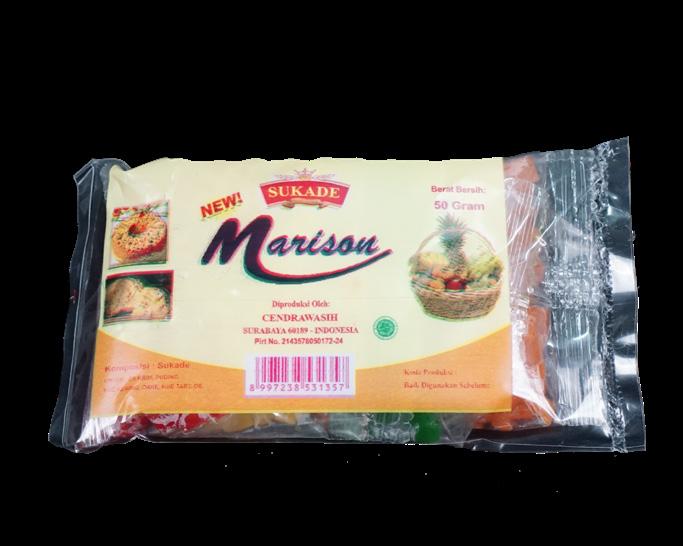 SUKADE
NEW!
Marison
Berat Bersih:
50 Gram
Diproduksi Oleh:
CENDRAWASIH
SURABAYA 60189 - INDONESIA
Pirt No. 2143578050172-24
Komposisi : Sukade
8 997238 531357
Kode Produksi :
Baik Digunakan Sebelum: